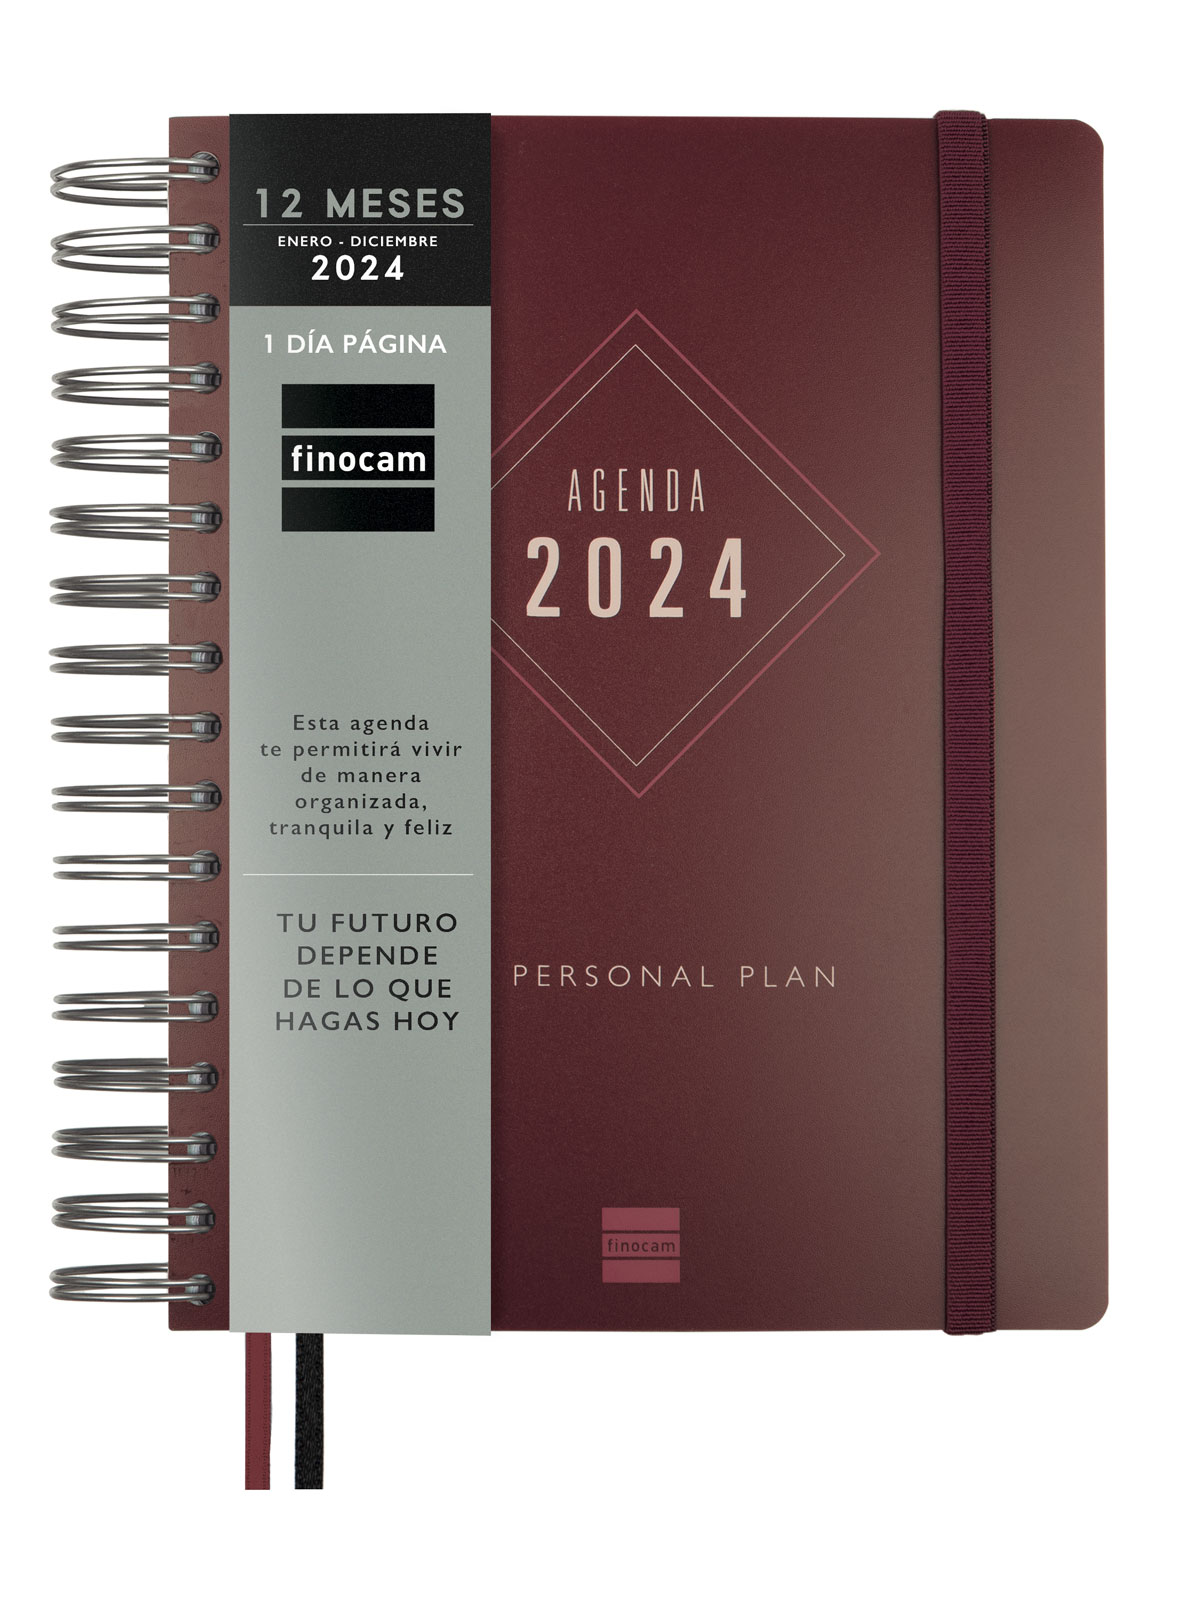 12 MESES
ENERO - DICIEMBRE
2024
1 DÍA PÁGINA
finocam
Esta agenda
te permitirá vivir
de manera
organizada,
tranquila y feliz
TU FUTURO
DEPENDE
DE LO QUE
HAGAS HOY
AGENDA
2024
PERSONAL PLAN
finocam